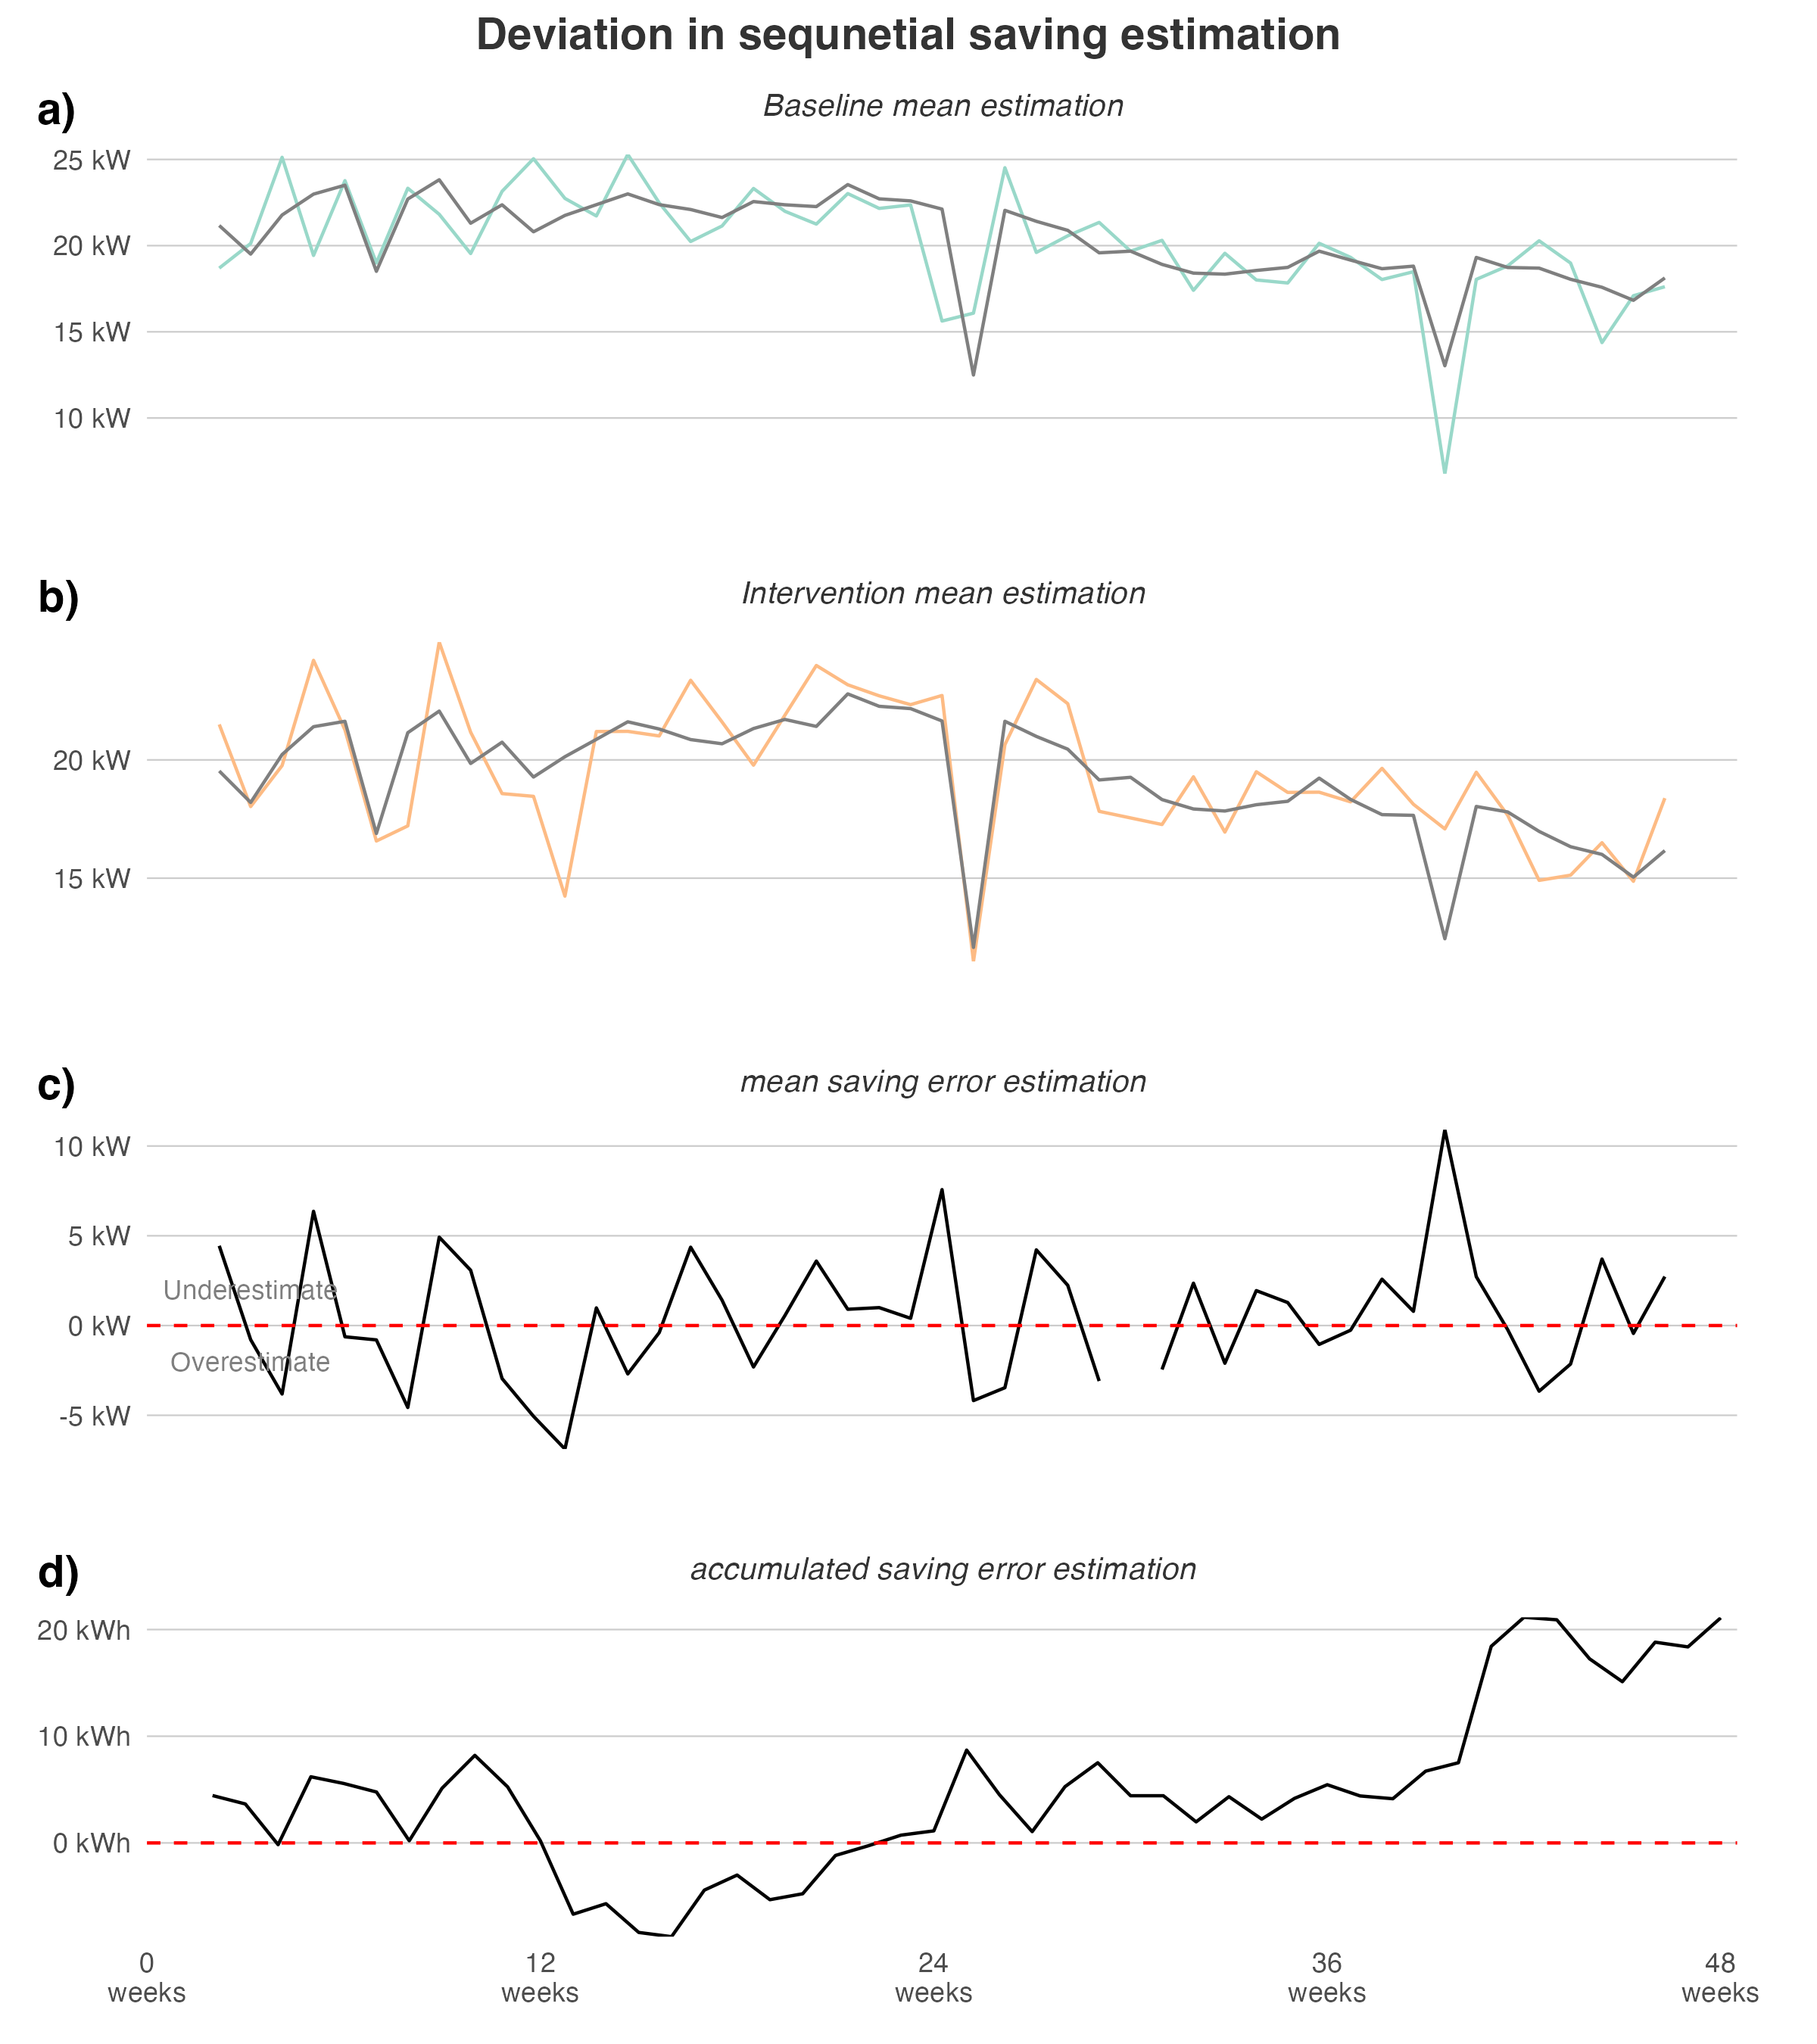 Deviation in sequnetial saving estimation
a)
Baseline mean estimation
25 kW
20 kW
15 kW
10 kW
b)
Intervention mean estimation
20 kW
15 kW
c)
mean saving error estimation
10 kW
5 kW
Underestimate
0 kW
Overestimate
-5 kW
d)
accumulated saving error estimation
20 kWh
10 kWh
0 kWh
0 12 24 36 48
weeks weeks weeks weeks weeks